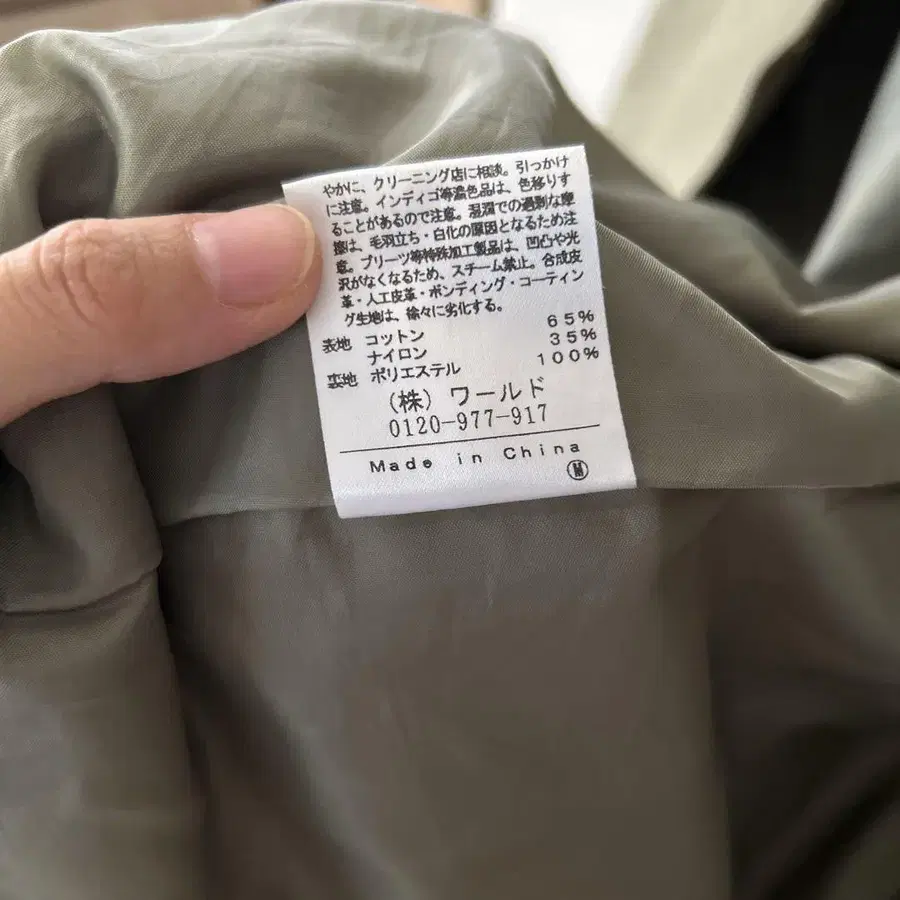 やかに、クリーニング店に相談。引っかけ
に注意。インディゴ等濃色品は、色移りす
ることがあるので注意。湿潤での過剰な摩
擦は、毛羽立ち・白化の原因となるため注
意。プリーツ等特殊加工製品は、凹凸や光
沢がなくなるため、スチーム禁止。合成皮
革・人工皮革・ボンディング・コーティン
グ生地は、徐々に劣化する。
表地 コットン 65%
ナイロン 35%
裏地 ポリエステル 100%
(株) ワールド
0120-977-917
Made in China
Ⓜ